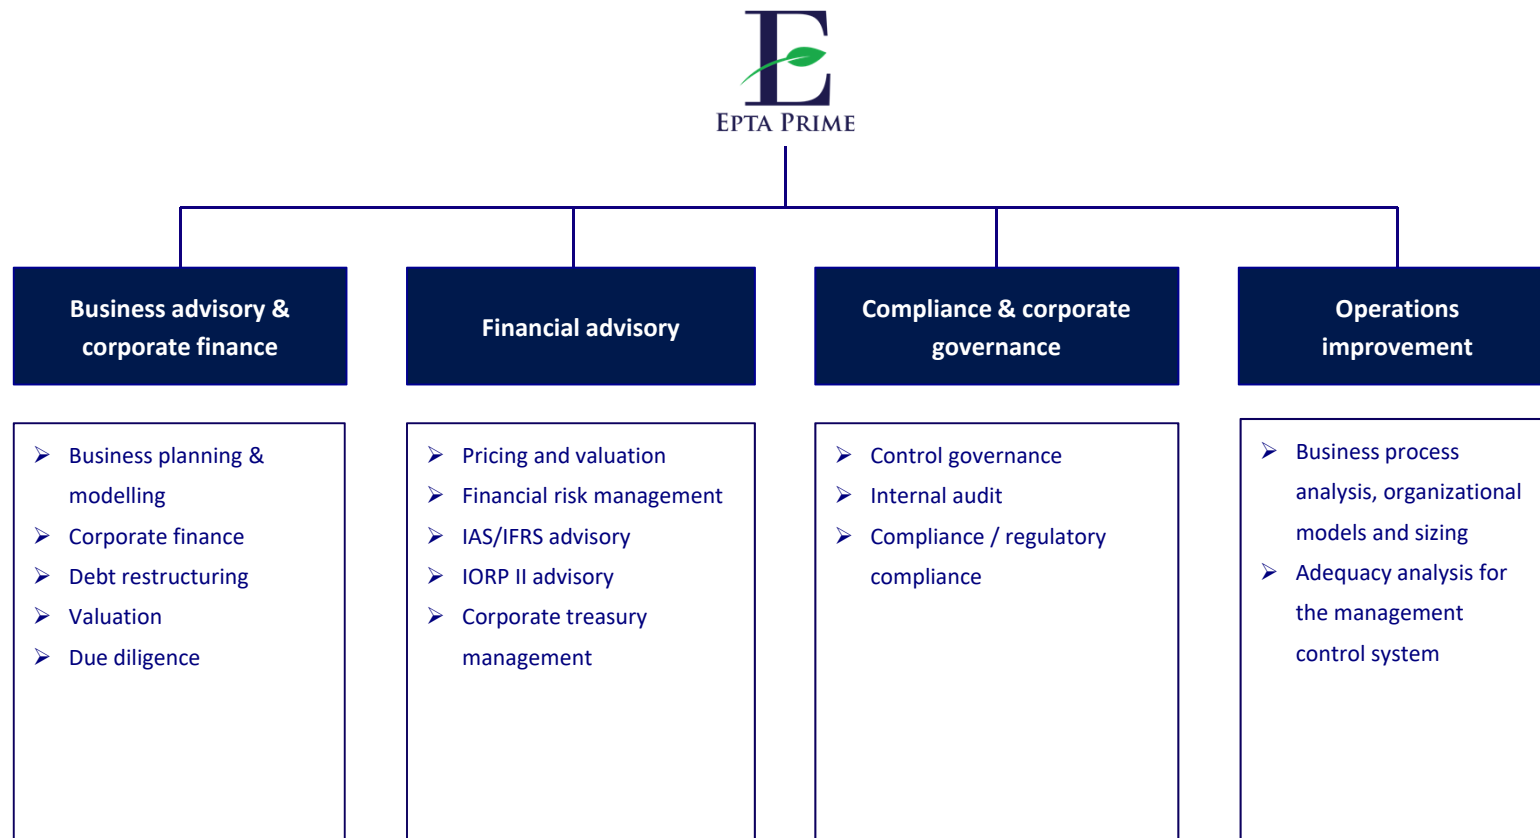 E
EPTA PRIME
Business advisory &
corporate finance
Financial advisory
Compliance & corporate
governance
Operations
improvement
➢ Business planning &
modelling
➢ Corporate finance
➢ Debt restructuring
➢ Valuation
➢ Due diligence
➢ Pricing and valuation
➢ Financial risk management
➢ IAS/IFRS advisory
➢ IORP II advisory
➢ Corporate treasury
management
➢ Control governance
➢ Internal audit
➢ Compliance / regulatory
compliance
➢ Business process
analysis, organizational
models and sizing
➢ Adequacy analysis for
the management
control system